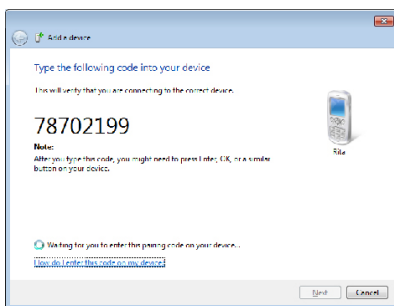 Add a device
Type the following code into your device
This will verify that you are connecting to the correct device.
78702199
Note:
After you type this code, you might need to press Enter, OK, or a similar
button on your device.
Rita
Waiting for you to enter this pairing code on your device...
How do I enter this code on my device?
Next
Cancel